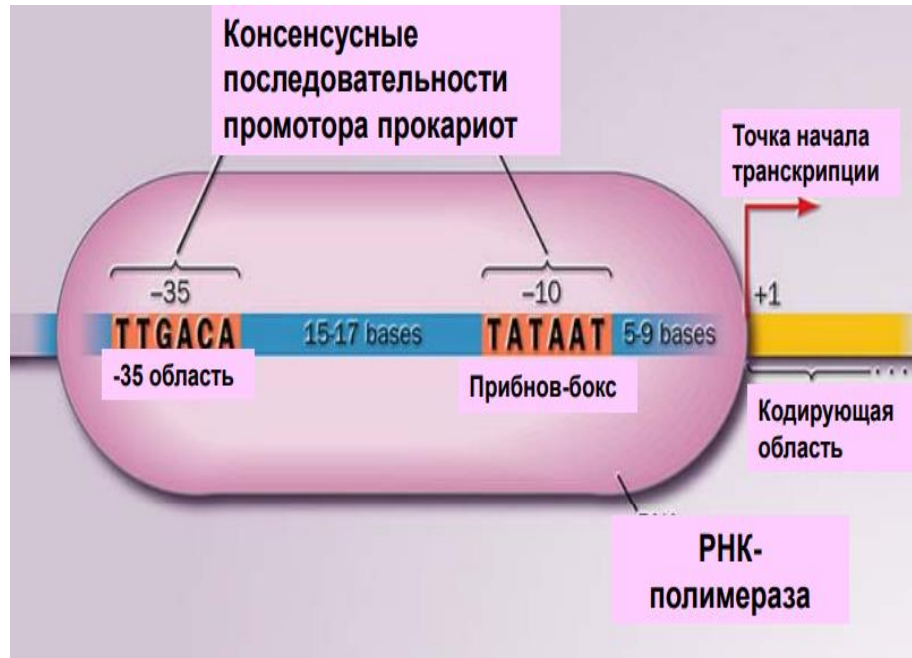 Консенсусные
последовательности
промотора прокариот
Точка начала
транскрипции
–35
–10
+1
TTGACA
15-17 bases
TATAAT
5-9 bases
-35 область
Прибнов-бокс
Кодирующая
область
РНК-
полимераза